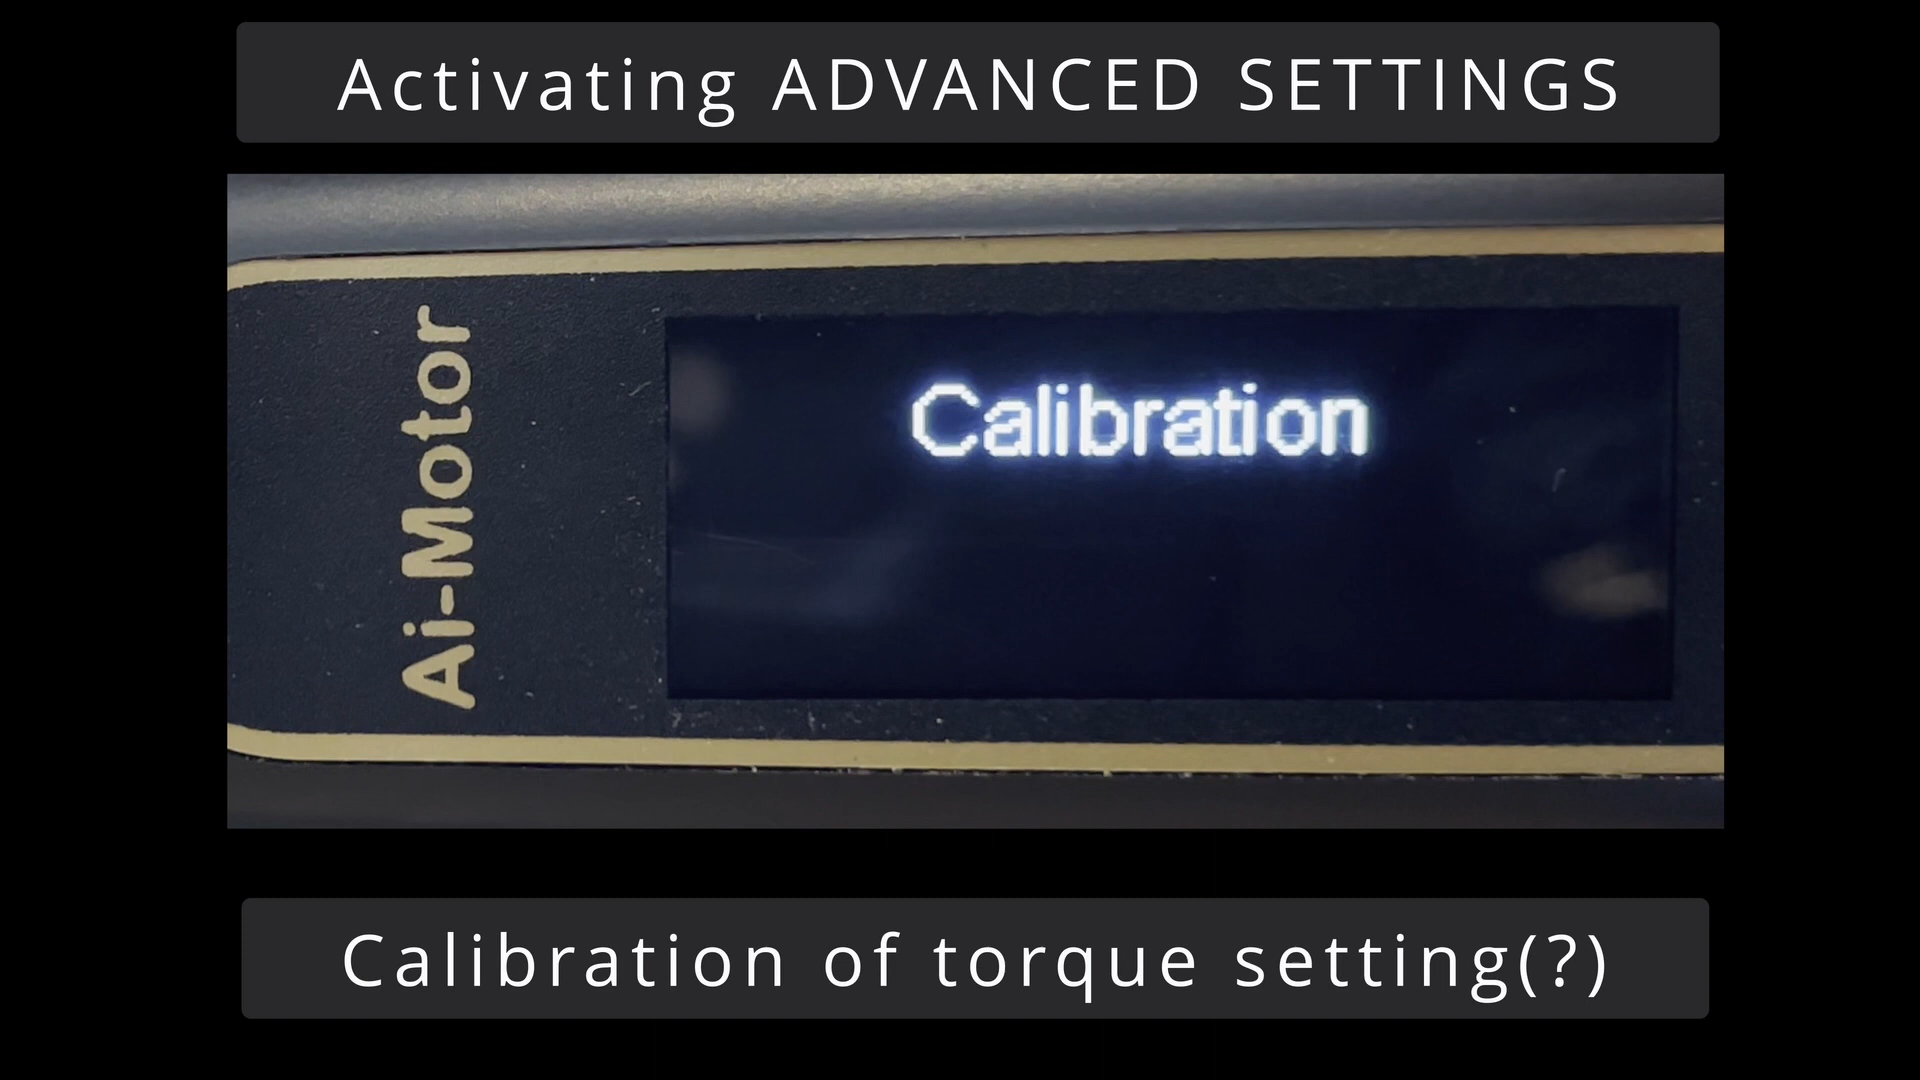 Activating ADVANCED SETTINGS
Ai-Motor
Calibration
Calibration of torque setting(?)